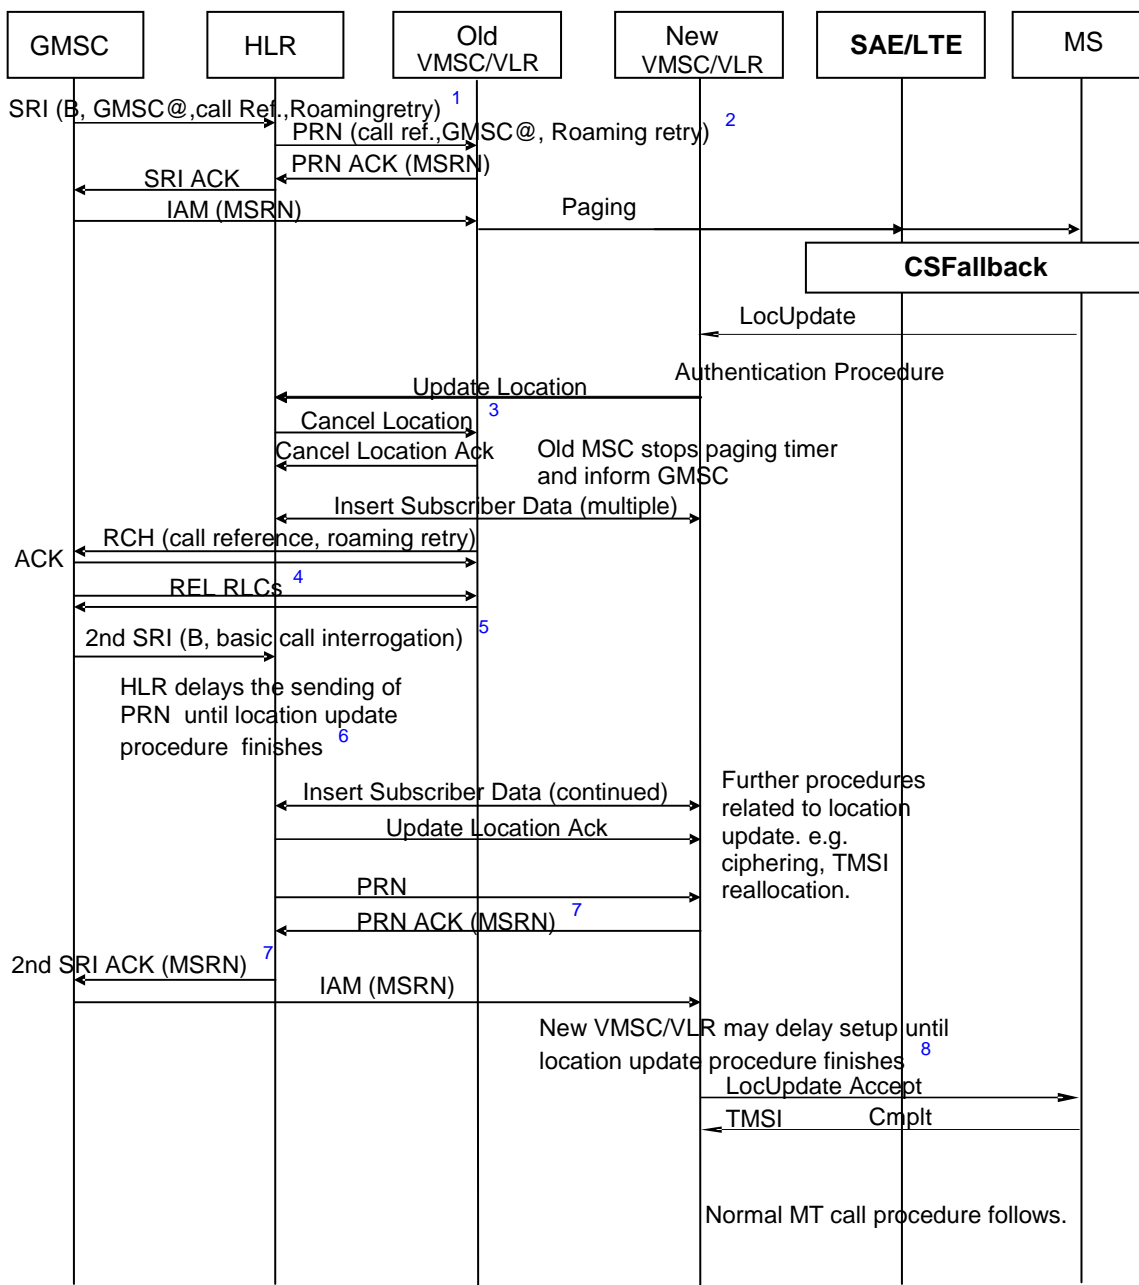 GMSC
HLR
Old
VMSC/VLR
New
VMSC/VLR
SAE/LTE
MS
SRI (B, GMSC@,call Ref.,Roamingretry) 1
PRN (call ref.,GMSC@, Roaming retry) 2
PRN ACK (MSRN)
SRI ACK
IAM (MSRN)
Paging
CSFallback
LocUpdate
Authentication Procedure
Update Location
Cancel Location 3
Cancel Location Ack
Old MSC stops paging timer
and inform GMSC
Insert Subscriber Data (multiple)
RCH (call reference, roaming retry)
ACK
REL RLCs 4
2nd SRI (B, basic call interrogation) 5
HLR delays the sending of
PRN until location update
procedure finishes 6
Insert Subscriber Data (continued)
Update Location Ack
Further procedures
related to location
update. e.g.
ciphering, TMSI
reallocation.
PRN
PRN ACK (MSRN) 7
2nd SRI ACK (MSRN) 7
IAM (MSRN)
New VMSC/VLR may delay setup until
location update procedure finishes 8
LocUpdate Accept
TMSI Cmplt
Normal MT call procedure follows.